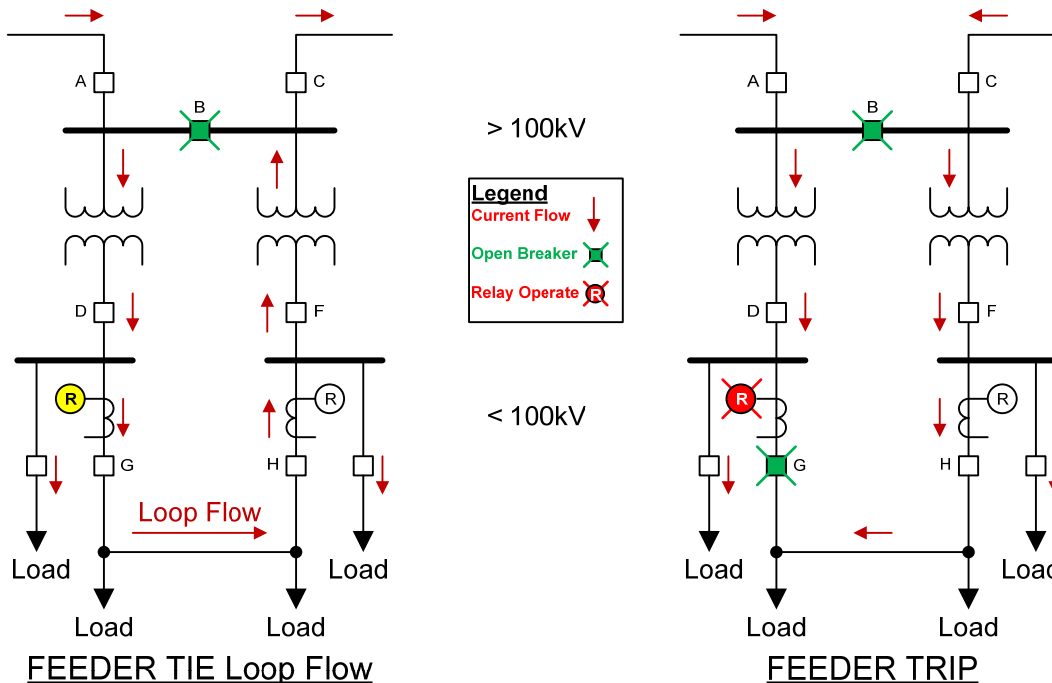 A
C
B
> 100kV
A
B
Legend
Current Flow
Open Breaker
Relay Operate R
D
F
D
F
R
R
< 100kV
R
R
G
H
G
H
Loop Flow
Load
Load
Load
Load
Load
Load
Load
Load
FEEDER TIE Loop Flow
FEEDER TRIP
C